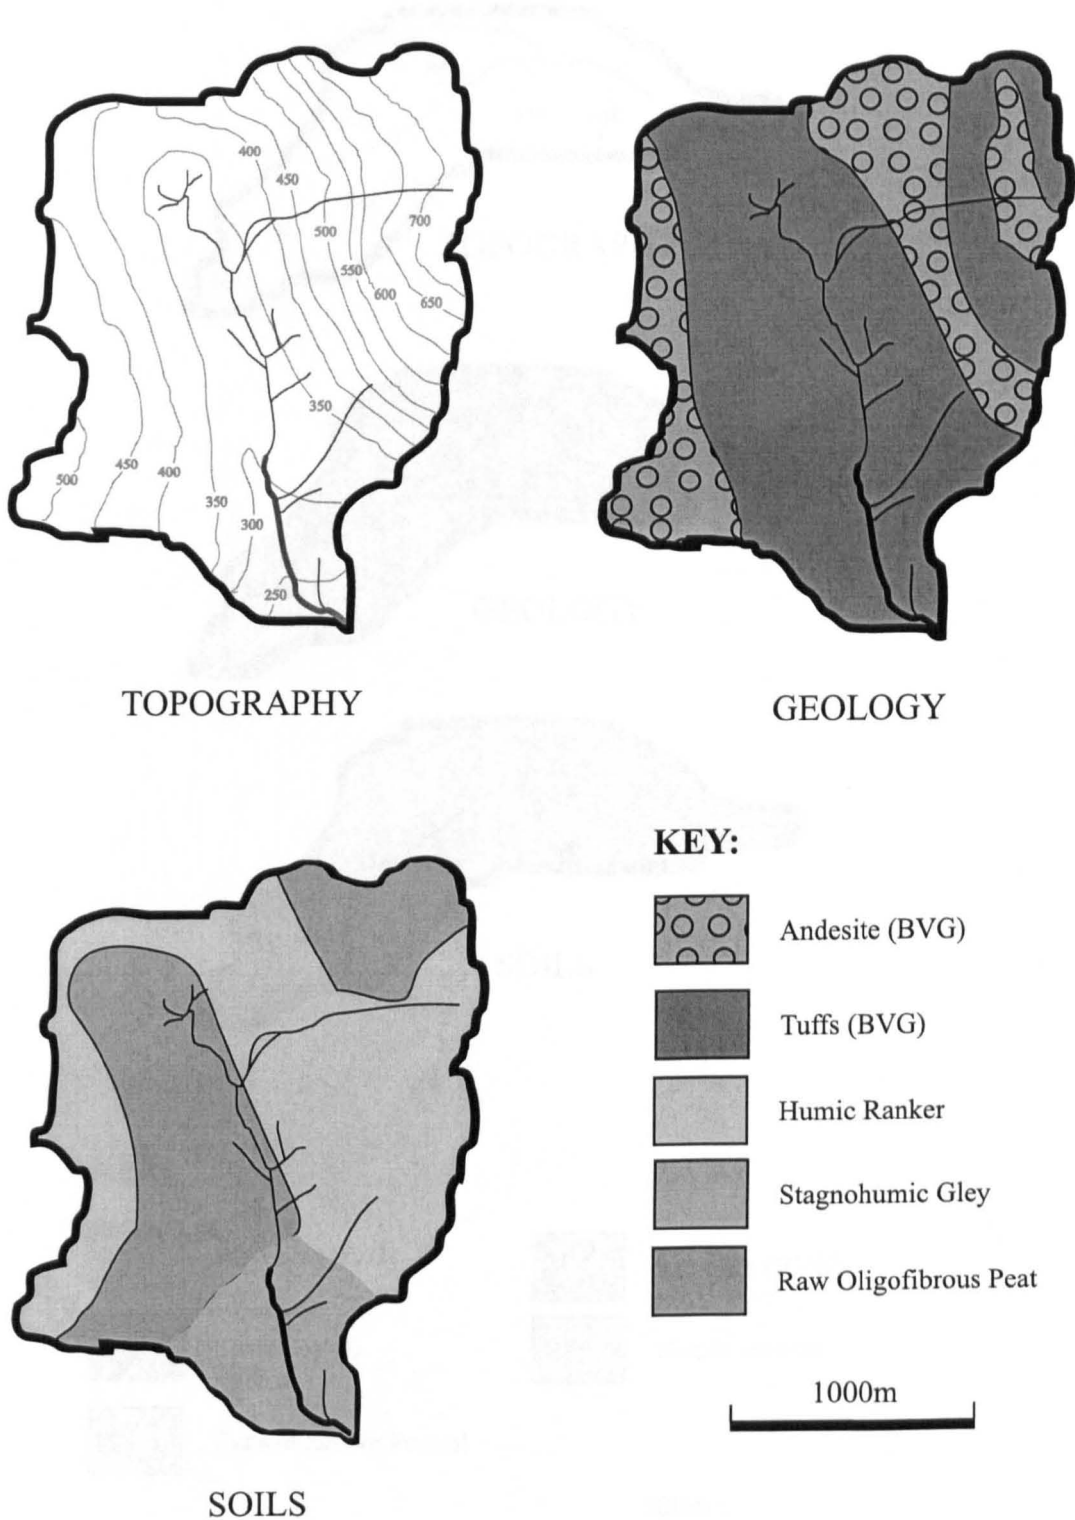 400
450
700
500
550
600
650
350
450
400
500
350
300
250
TOPOGRAPHY
GEOLOGY
KEY:
Andesite (BVG)
Tuffs (BVG)
Humic Ranker
Stagnohumic Gley
Raw Oligofibrous Peat
1000m
SOILS